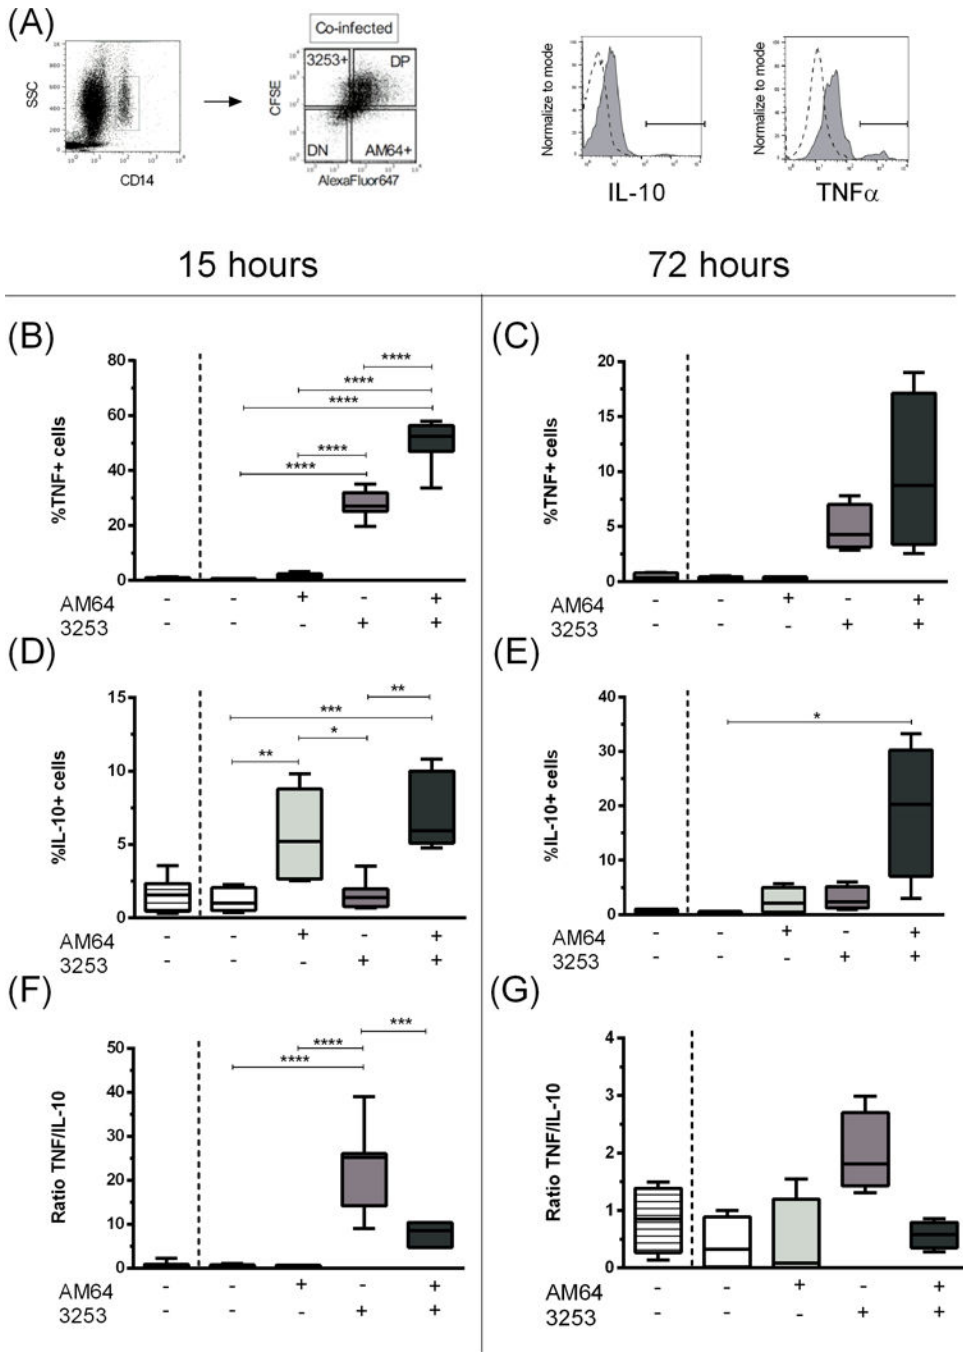 (A)
Co-infected
3253+ DP
DN AM64+
SSC
CD14
CFSE
AlexaFluor647
Normalize to mode
IL-10
Normalize to mode
TNFα
15 hours 72 hours
(B)
%TNF+ cells
80
60
40
20
0
****
****
****
****
****
AM64 - - + - +
3253 - - - + +
(C)
%TNF+ cells
20
15
10
5
0
AM64 - - + - +
3253 - - - + +
(D)
%IL-10+ cells
15
10
5
0
**
***
*
**
AM64 - - + - +
3253 - - - + +
(E)
%IL-10+ cells
40
30
20
10
0
*
AM64 - - + - +
3253 - - - + +
(F)
Ratio TNF/IL-10
50
40
30
20
10
0
***
****
****
AM64 - - + - +
3253 - - - + +
(G)
Ratio TNF/IL-10
4
3
2
1
0
AM64 - - + - +
3253 - - - + +